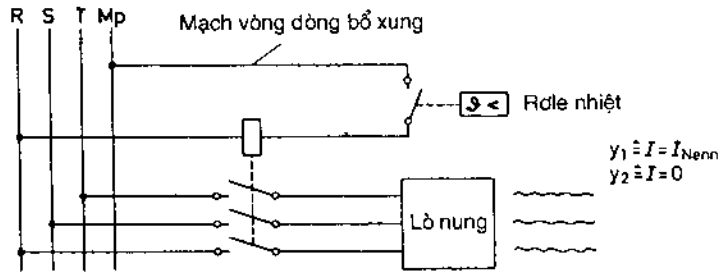 R S T Mp
Mạch vòng dòng bổ xung
ϑ < Rơle nhiệt
y₁ ≙ I = I_Nenn
y₂ ≙ I = 0
Lò nung